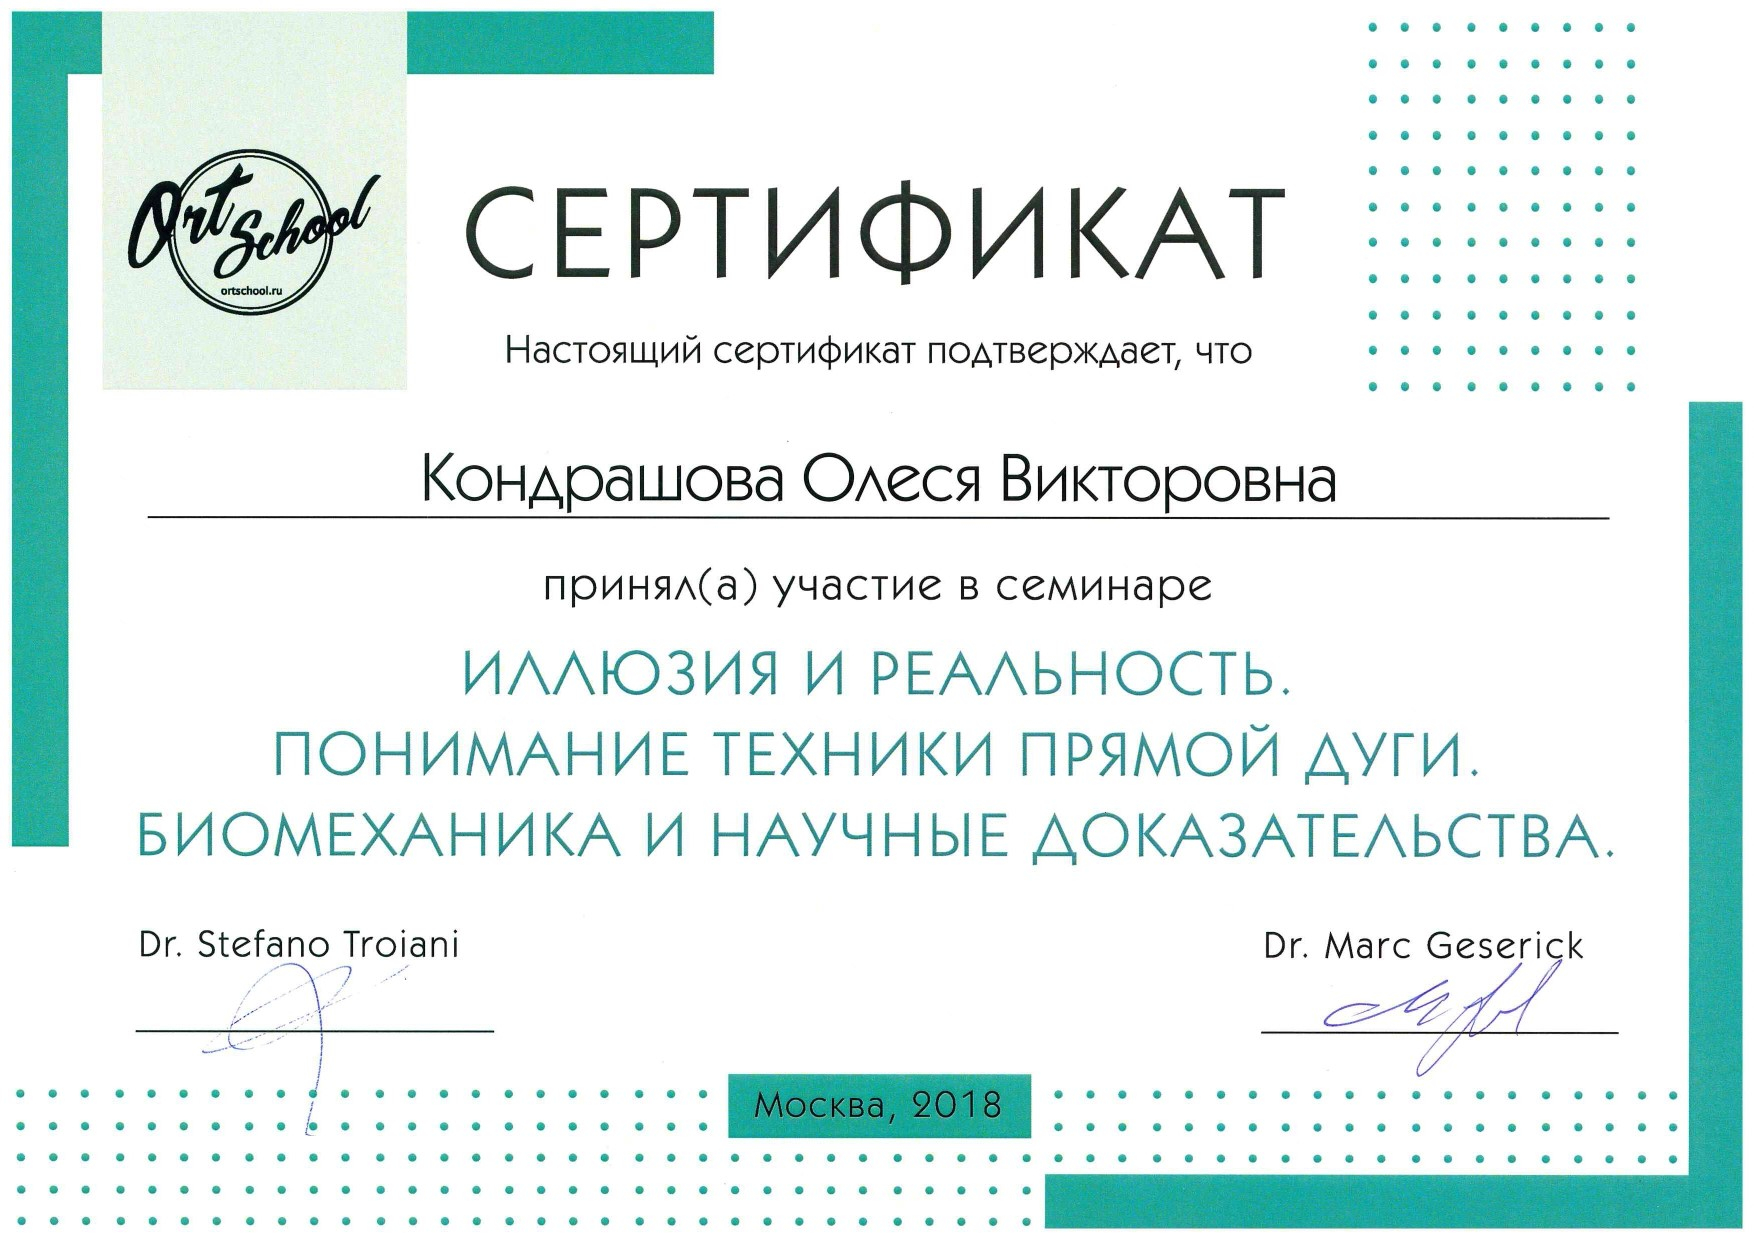 Ort School
ortschool.ru
СЕРТИФИКАТ
Настоящий сертификат подтверждает, что
Кондрашова Олеся Викторовна
принял(а) участие в семинаре
ИЛЛЮЗИЯ И РЕАЛЬНОСТЬ.
ПОНИМАНИЕ ТЕХНИКИ ПРЯМОЙ ДУГИ.
БИОМЕХАНИКА И НАУЧНЫЕ ДОКАЗАТЕЛЬСТВА.
Dr. Stefano Troiani
Dr. Marc Geserick
Москва, 2018